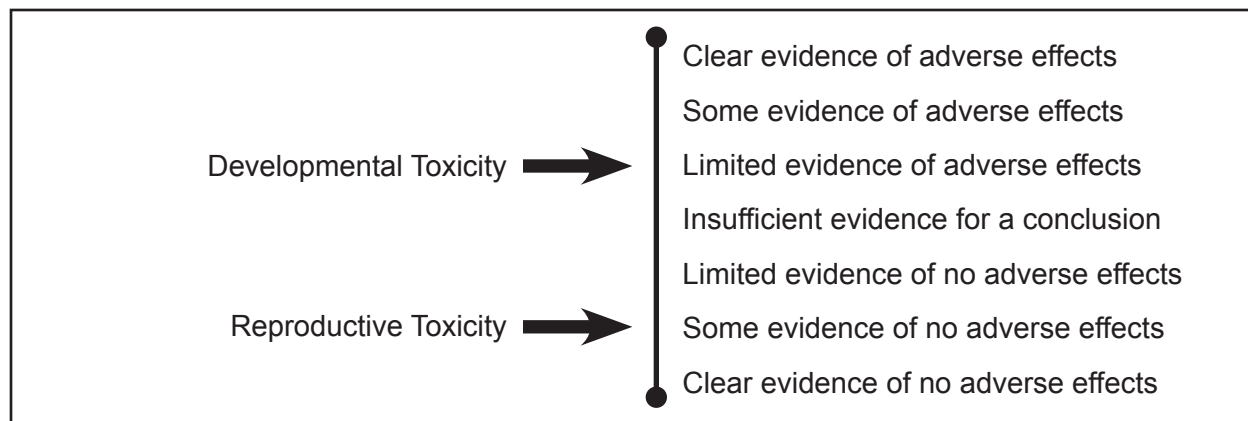 Clear evidence of adverse effects
Some evidence of adverse effects
Developmental Toxicity Limited evidence of adverse effects
Insufficient evidence for a conclusion
Limited evidence of no adverse effects
Reproductive Toxicity Some evidence of no adverse effects
Clear evidence of no adverse effects